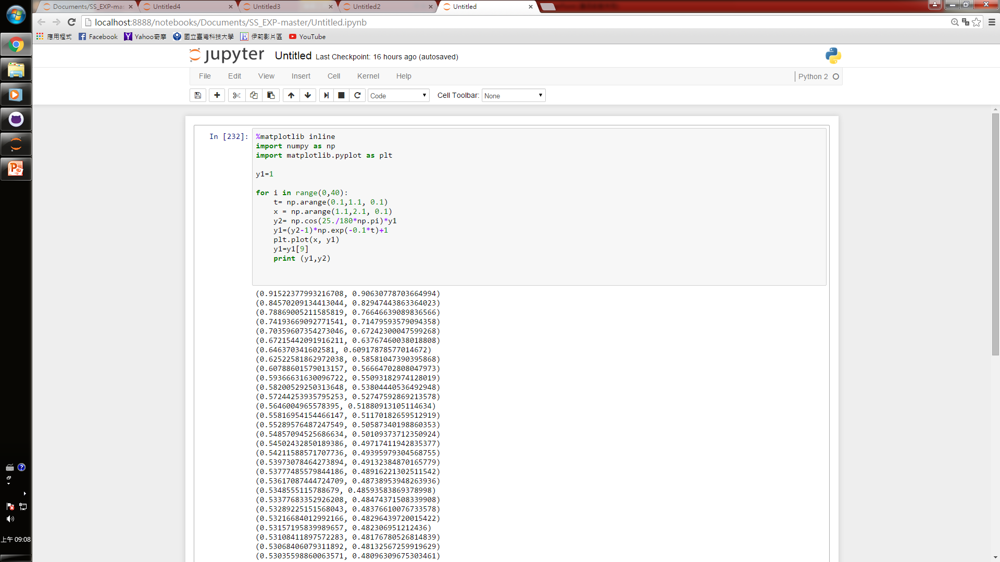 Documents/SS_EXP-mas
Untitled4
Untitled3
Untitled2
Untitled
localhost:8888/notebooks/Documents/SS_EXP-master/Untitled.ipynb
應用程式
Facebook
Yahoo奇摩
國立臺灣科技大學
伊莉影片區
YouTube
jupyter Untitled Last Checkpoint: 16 hours ago (autosaved)
File Edit View Insert Cell Kernel Help Python 2
Code Cell Toolbar: None
In [232]: %matplotlib inline
import numpy as np
import matplotlib.pyplot as plt
y1=1
for i in range(0,40):
    t= np.arange(0.1,1.1, 0.1)
    x = np.arange(1.1,2.1, 0.1)
    y2= np.cos(25./180*np.pi)*y1
    y1=(y2-1)*np.exp(-0.1*t)+1
    plt.plot(x, y1)
    y1=y1[9]
    print (y1,y2)
(0.91522377993216708, 0.90630778703664994)
(0.84570209134413044, 0.82947443863364023)
(0.78869005211585819, 0.76646639089836566)
(0.74193669092771541, 0.71479593579094358)
(0.70359607354273046, 0.67242300047599268)
(0.67215442091916211, 0.63767460038018808)
(0.646370341602581, 0.60917878577014672)
(0.62522581862972038, 0.58581047390395868)
(0.60788601579013157, 0.56664702808047973)
(0.59366631630096722, 0.55093182974128019)
(0.58200529250313648, 0.53804440536492948)
(0.57244253935795253, 0.52747592869213578)
(0.5646004965578395, 0.51880913105114634)
(0.55816954154466147, 0.51170182659512919)
(0.55289576487247549, 0.50587340198860353)
(0.54857094525686634, 0.50109373712350924)
(0.54502432850189386, 0.49717411942835377)
(0.54211588571707736, 0.49395979304568755)
(0.53973078464273894, 0.49132384870165779)
(0.53777485579844186, 0.48916221302511542)
(0.53617087444724709, 0.48738953948263936)
(0.5348555115788679, 0.48593583869378998)
(0.53377683352926208, 0.48474371508339908)
(0.53289225151568043, 0.48376610076733578)
(0.53216684012992166, 0.48296439720015422)
(0.53157195839989657, 0.482306951212436)
(0.53108411897572283, 0.48176780526814839)
(0.53068406079311892, 0.48132567259919629)
(0.53035598860063571, 0.48096309675303461)
上午 09:08